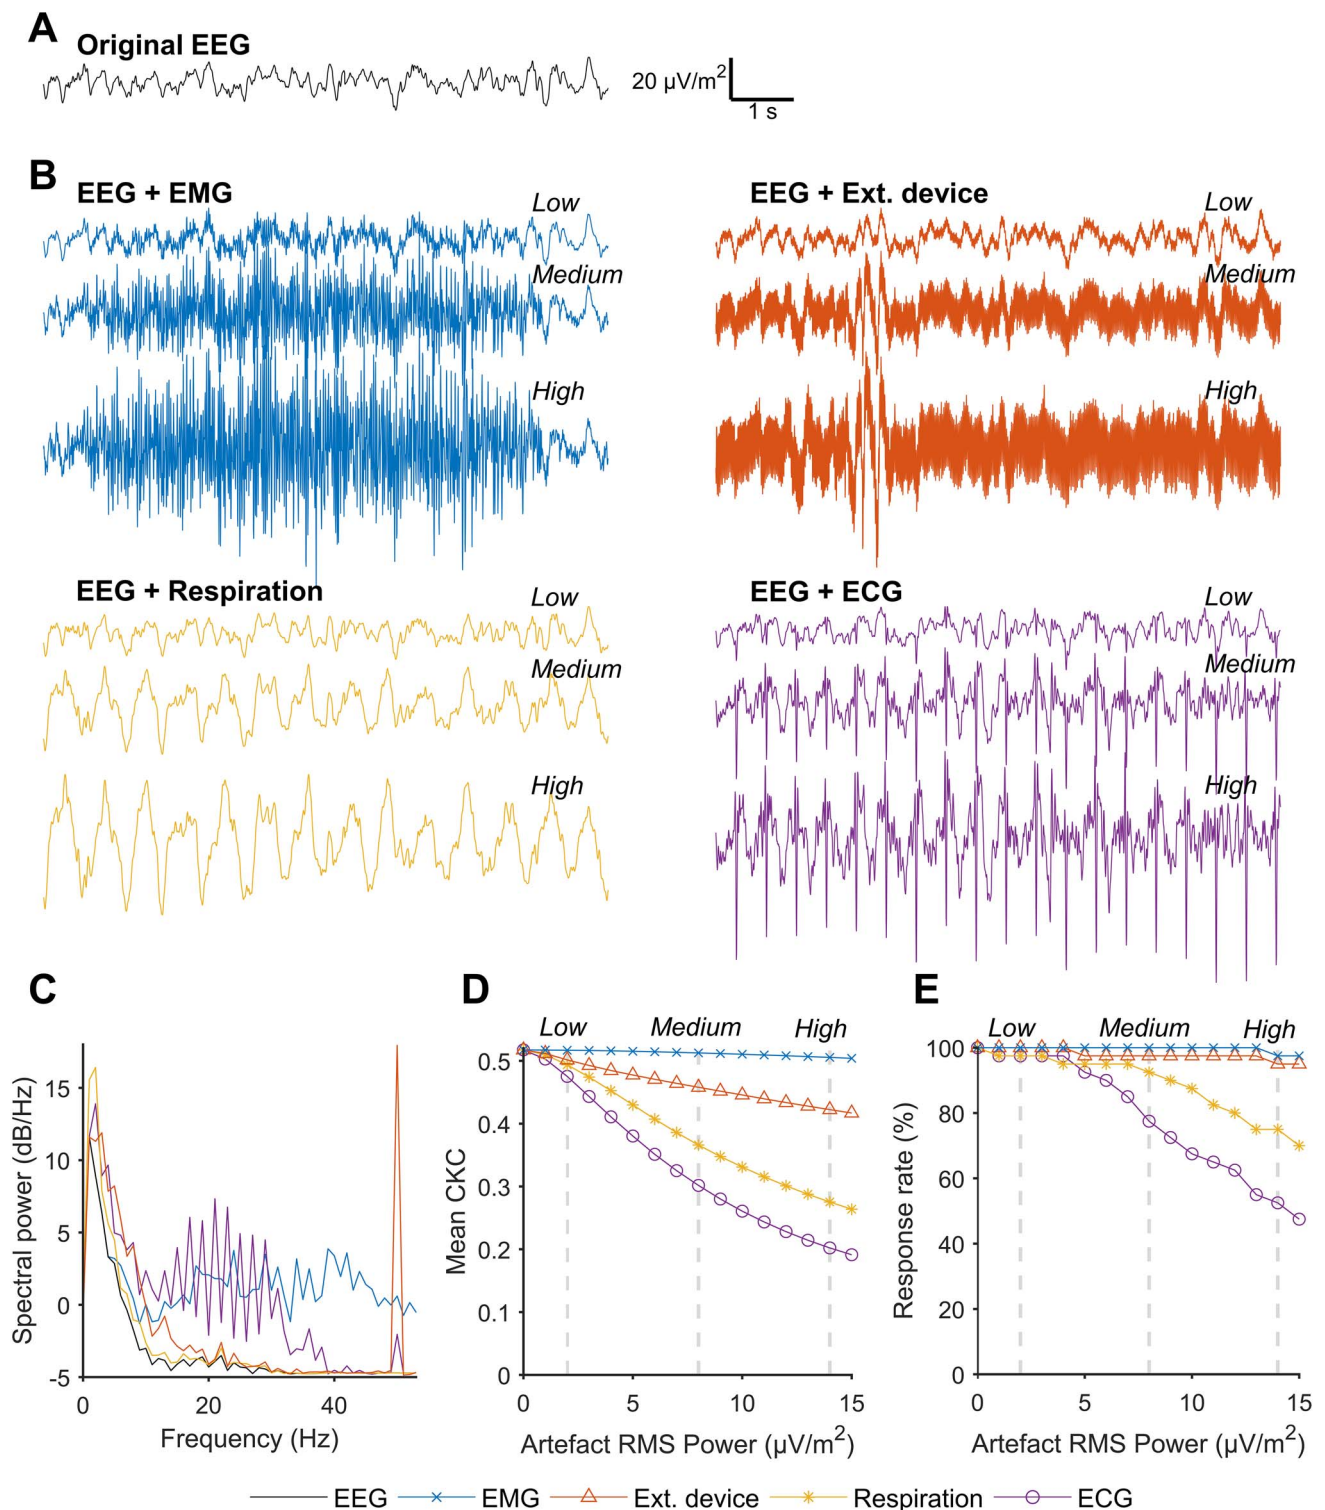 A
Original EEG
20 µV/m²
1 s
B
EEG + EMG
Low
Medium
High
EEG + Ext. device
Low
Medium
High
EEG + Respiration
Low
Medium
High
EEG + ECG
Low
Medium
High
C
Spectral power (dB/Hz)
15
10
5
0
-5
0 20 40
Frequency (Hz)
D
Low Medium High
Mean CKC
0.5
0.4
0.3
0.2
0.1
0
0 5 10 15
Artefact RMS Power (µV/m²)
E
Low Medium High
Response rate (%)
100
80
60
40
20
0
0 5 10 15
Artefact RMS Power (µV/m²)
EEG EMG Ext. device Respiration ECG